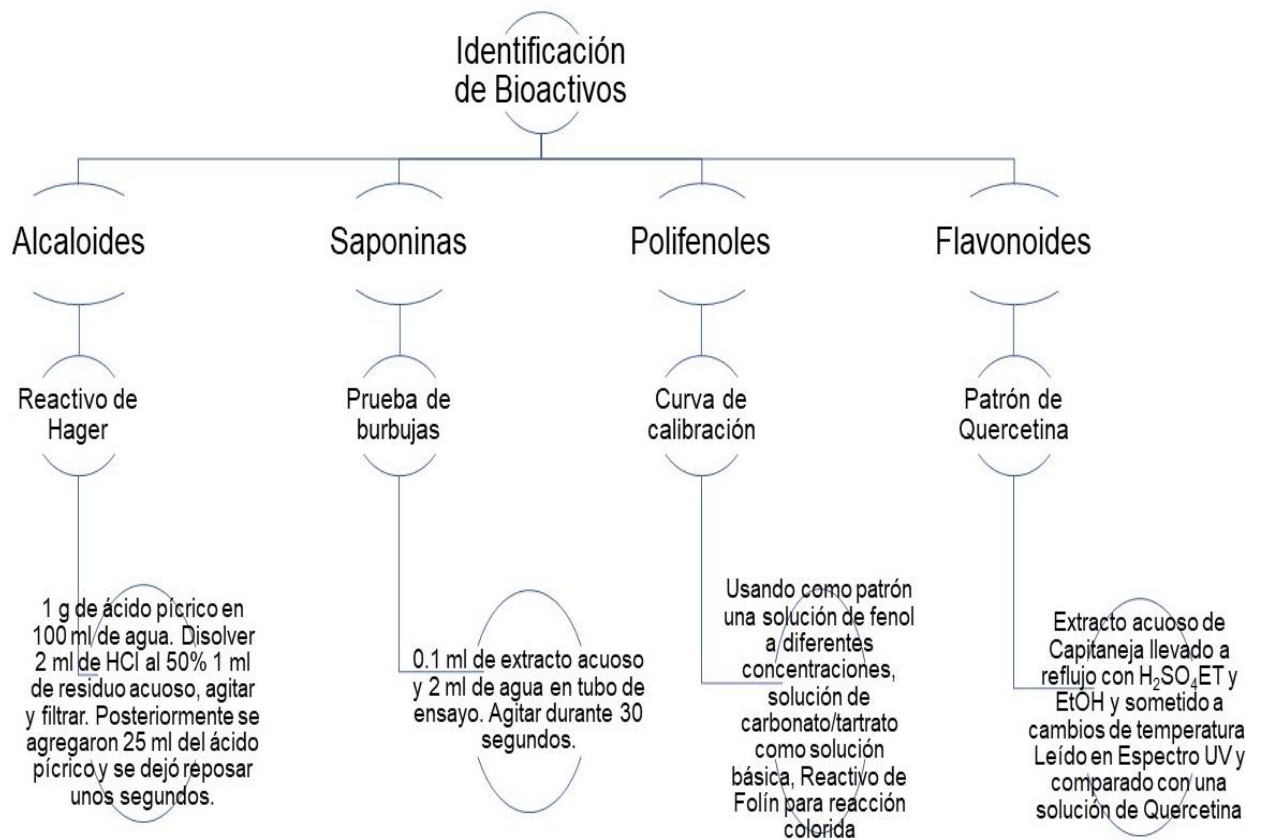 Identificación
de Bioactivos
Alcaloides
Saponinas
Polifenoles
Flavonoides
Reactivo de
Hager
Prueba de
burbujas
Curva de
calibración
Patrón de
Quercetina
1 g de ácido pícrico en
100 ml de agua. Disolver
2 ml de HCl al 50% 1 ml
de residuo acuoso, agitar
y filtrar. Posteriormente se
agregaron 25 ml del ácido
pícrico y se dejó reposar
unos segundos.
0.1 ml de extracto acuoso
y 2 ml de agua en tubo de
ensayo. Agitar durante 30
segundos.
Usando como patrón
una solución de fenol
a diferentes
concentraciones,
solución de
carbonato/tartrato
como solución
básica, Reactivo de
Folín para reacción
colorida
Extracto acuoso de
Capitaneja llevado a
reflujo con H₂SO₄ET y
EtOH y sometido a
cambios de temperatura
Leído en Espectro UV y
comparado con una
solución de Quercetina